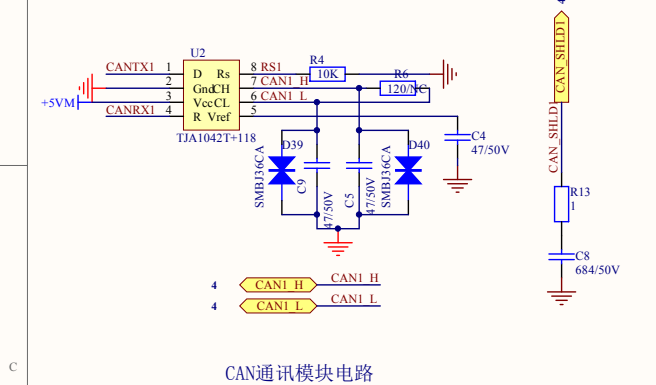 4
CAN_SHLD1
CAN_SHLD1
U2
CANTX1 1 D Rs 8 RS1
R4
10K
2 Gnd CH 7 CAN1_H
R6
120/NC
+5VM 3 Vcc CL 6 CAN1_L
CANRX1 4 R Vref 5
TJA1042T+118
C4
47/50V
D39
SMBJ36CA
C9
47/50V
C5
47/50V
D40
SMBJ36CA
R13
1
C8
684/50V
4 CAN1_H CAN1_H
4 CAN1_L CAN1_L
C
CAN通讯模块电路